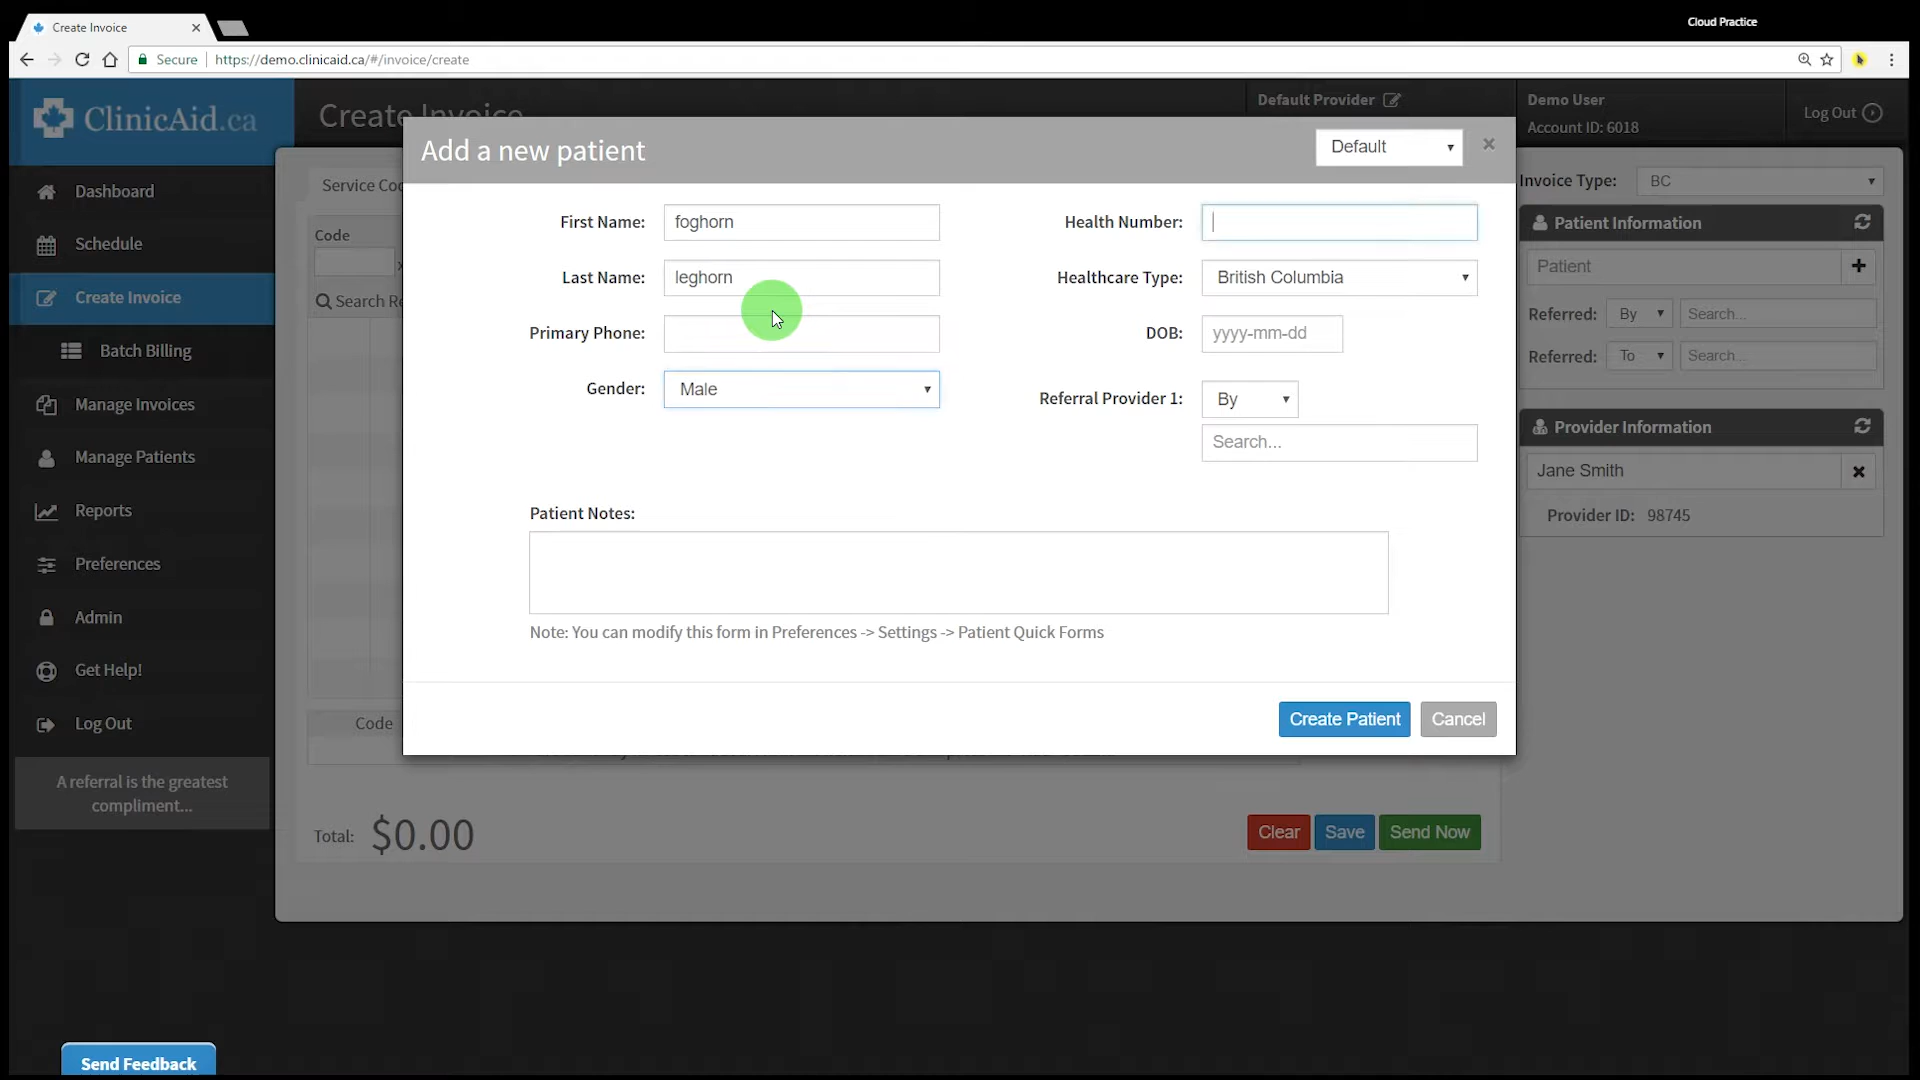 Create Invoice
Cloud Practice
Secure
https://demo.clinicaid.ca/#/invoice/create
ClinicAid.ca
Create Invoice
Default Provider
Demo User
Account ID: 6018
Log Out
Dashboard
Schedule
Create Invoice
Batch Billing
Manage Invoices
Manage Patients
Reports
Preferences
Admin
Get Help!
Log Out
A referral is the greatest
compliment...
Send Feedback
Code
Search
Code
Total: $0.00
Clear
Save
Send Now
Add a new patient
Default
First Name: foghorn
Last Name: leghorn
Primary Phone:
Gender: Male
Health Number:
Healthcare Type: British Columbia
DOB: yyyy-mm-dd
Referral Provider 1: By
Search...
Patient Notes:
Note: You can modify this form in Preferences -> Settings -> Patient Quick Forms
Create Patient
Cancel
Invoice Type: BC
Patient Information
Patient
Referred: By Search...
Referred: To Search...
Provider Information
Jane Smith
Provider ID: 98745